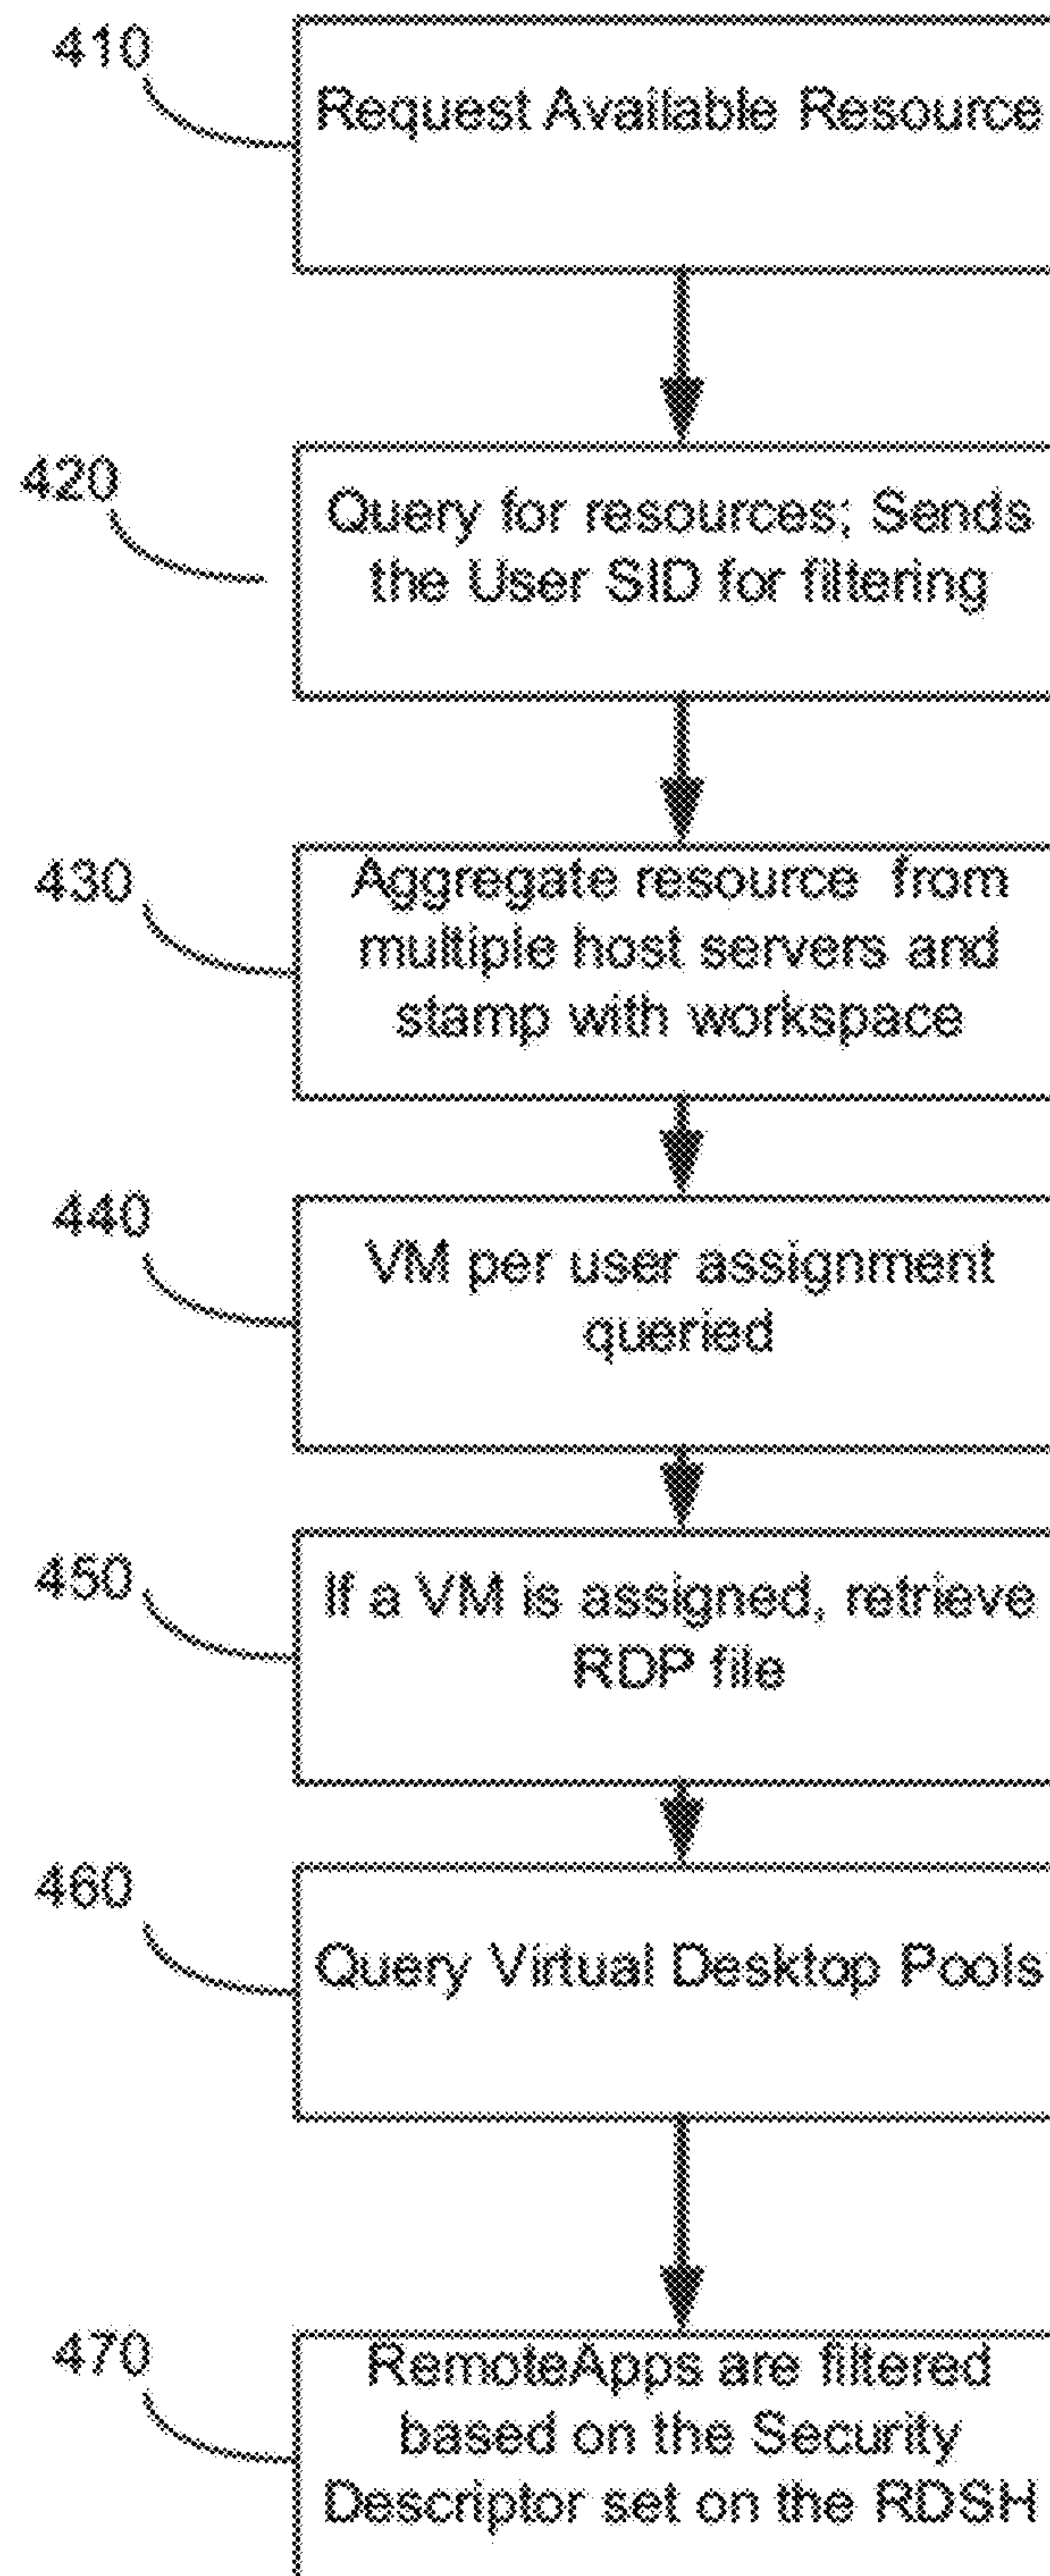 410
Request Available Resource
420
Query for resources; Sends
the User SID for filtering
430
Aggregate resource from
multiple host servers and
stamp with workspace
440
VM per user assignment
queried
450
If a VM is assigned, retrieve
RDP file
460
Query Virtual Desktop Pools
470
RemoteApps are filtered
based on the Security
Descriptor set on the RDSH